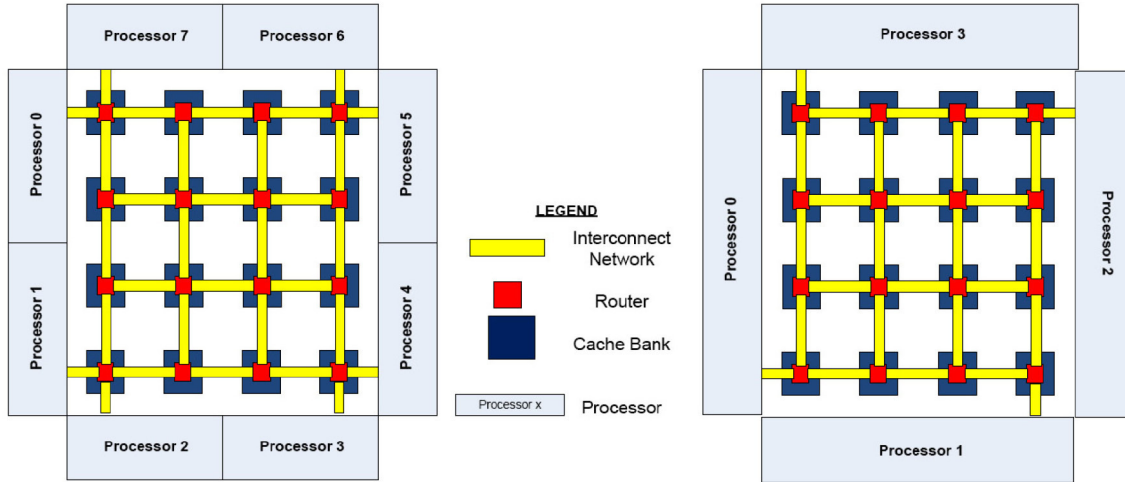 Processor 7
Processor 6
Processor 0
Processor 5
Processor 1
Processor 4
Processor 2
Processor 3
LEGEND
Interconnect
Network
Router
Cache Bank
Processor x
Processor
Processor 3
Processor 0
Processor 2
Processor 1